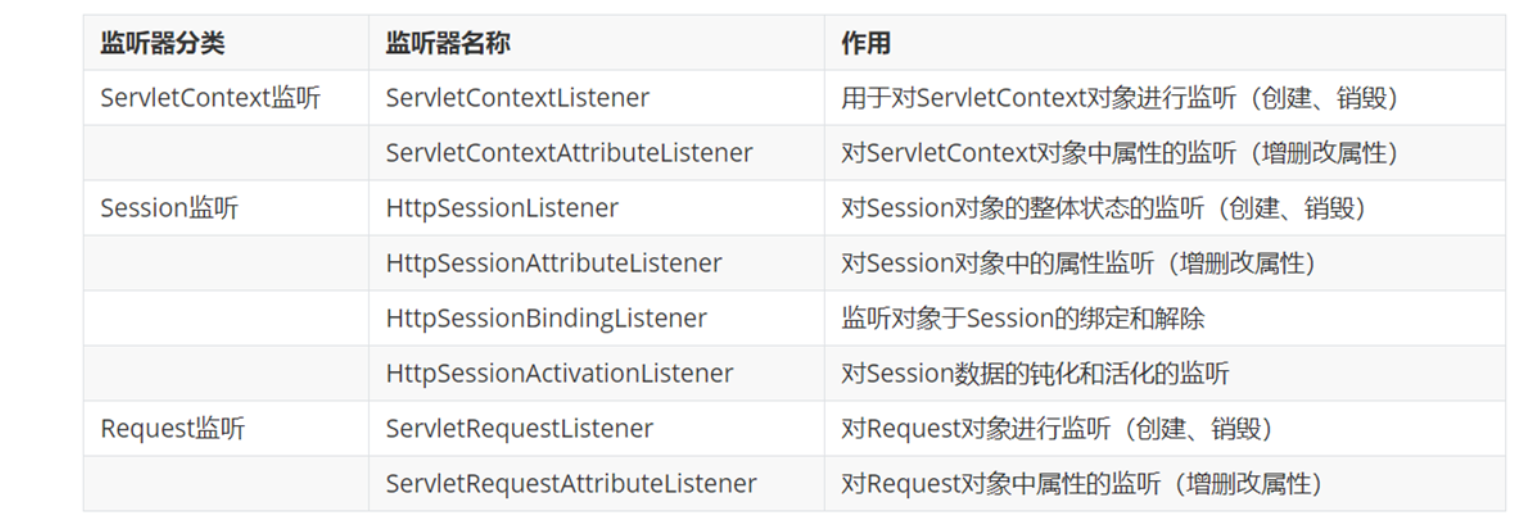 监听器分类 监听器名称 作用
ServletContext监听 ServletContextListener 用于对ServletContext对象进行监听（创建、销毁）
ServletContextAttributeListener 对ServletContext对象中属性的监听（增删改属性）
Session监听 HttpSessionListener 对Session对象的整体状态的监听（创建、销毁）
HttpSessionAttributeListener 对Session对象中的属性监听（增删改属性）
HttpSessionBindingListener 监听对象于Session的绑定和解除
HttpSessionActivationListener 对Session数据的钝化和活化的监听
Request监听 ServletRequestListener 对Request对象进行监听（创建、销毁）
ServletRequestAttributeListener 对Request对象中属性的监听（增删改属性）